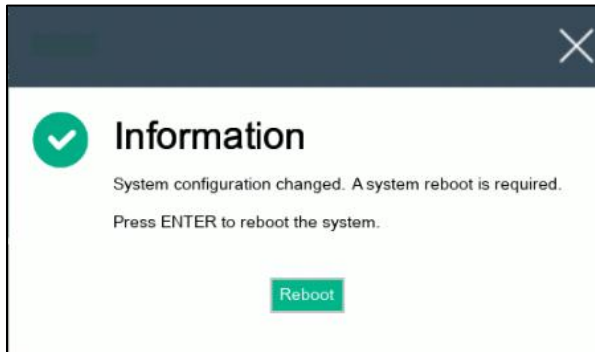 Information
System configuration changed. A system reboot is required.
Press ENTER to reboot the system.
Reboot